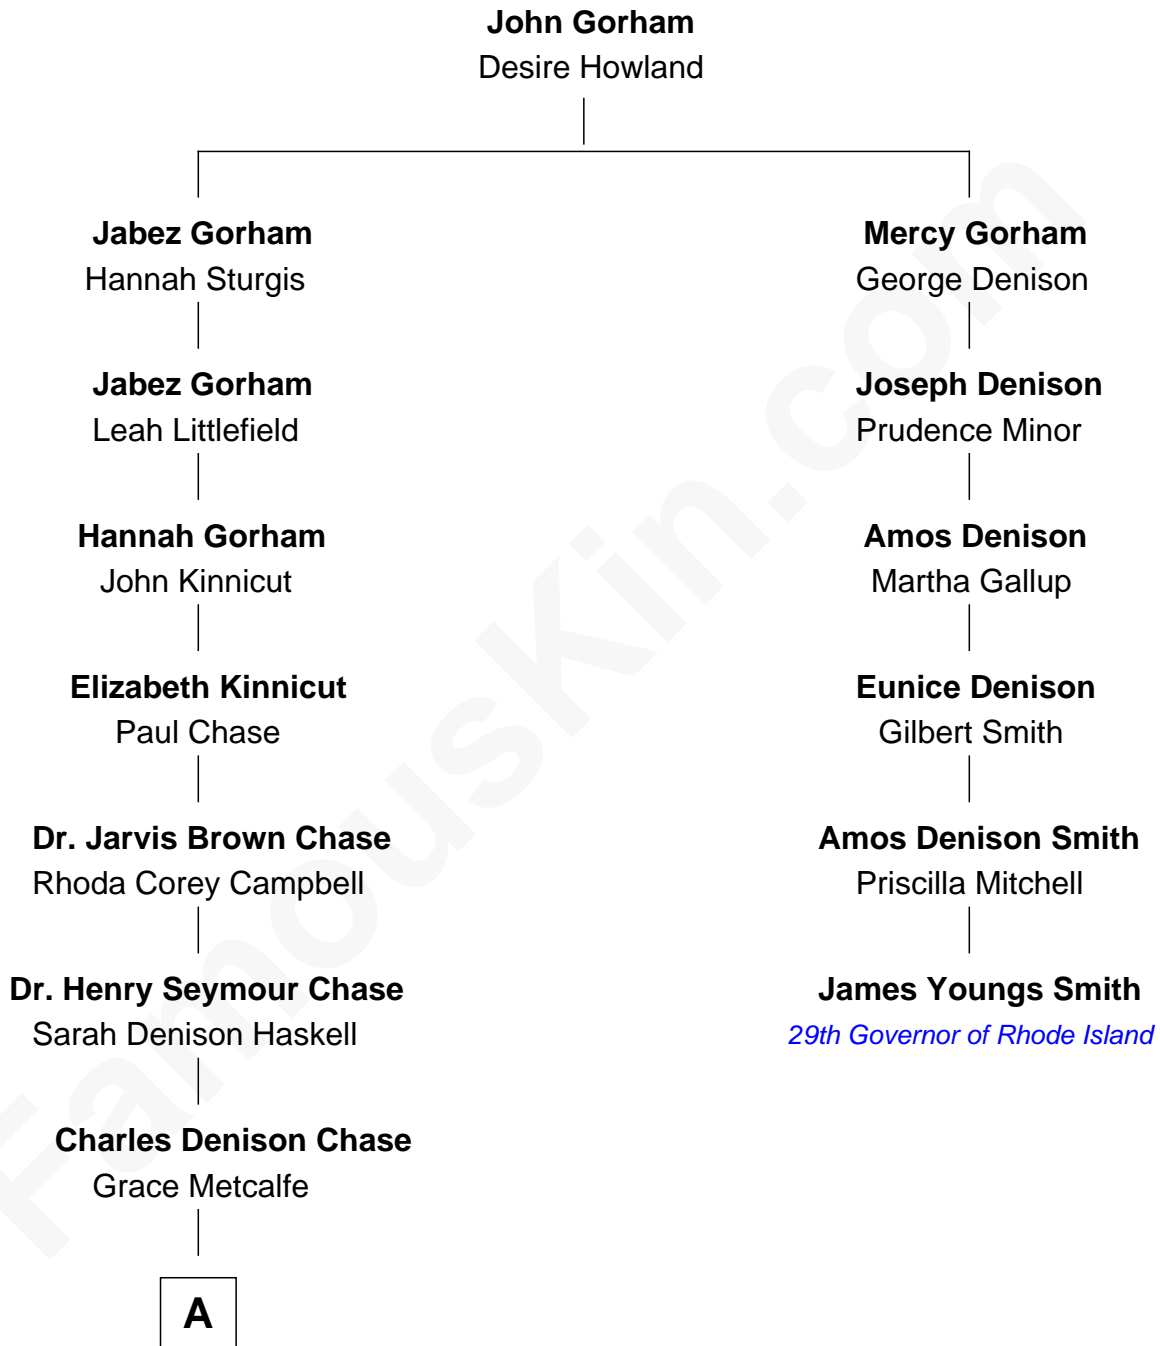 John Gorham
Desire Howland
Jabez Gorham
Hannah Sturgis
Mercy Gorham
George Denison
Jabez Gorham
Leah Littlefield
Joseph Denison
Prudence Minor
Hannah Gorham
John Kinnicut
Amos Denison
Martha Gallup
Elizabeth Kinnicut
Paul Chase
Eunice Denison
Gilbert Smith
Dr. Jarvis Brown Chase
Rhoda Corey Campbell
Amos Denison Smith
Priscilla Mitchell
Dr. Henry Seymour Chase
Sarah Denison Haskell
James Youngs Smith
29th Governor of Rhode Island
Charles Denison Chase
Grace Metcalfe
A
FamousKin.com